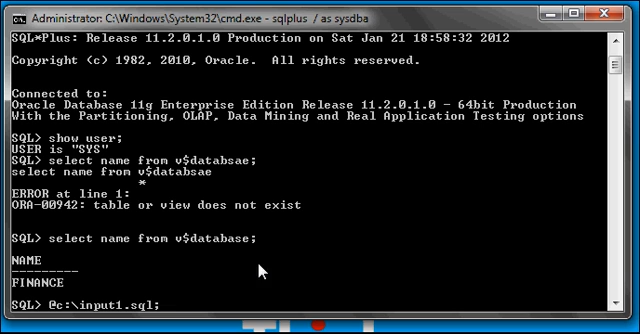 Administrator: C:\Windows\System32\cmd.exe - sqlplus / as sysdba
SQL*Plus: Release 11.2.0.1.0 Production on Sat Jan 21 18:58:32 2012
Copyright (c) 1982, 2010, Oracle. All rights reserved.
Connected to:
Oracle Database 11g Enterprise Edition Release 11.2.0.1.0 - 64bit Production
With the Partitioning, OLAP, Data Mining and Real Application Testing options
SQL> show user;
USER is "SYS"
SQL> select name from v$databsae;
select name from v$databsae
*
ERROR at line 1:
ORA-00942: table or view does not exist
SQL> select name from v$database;
NAME
---------
FINANCE
SQL> @c:\input1.sql;